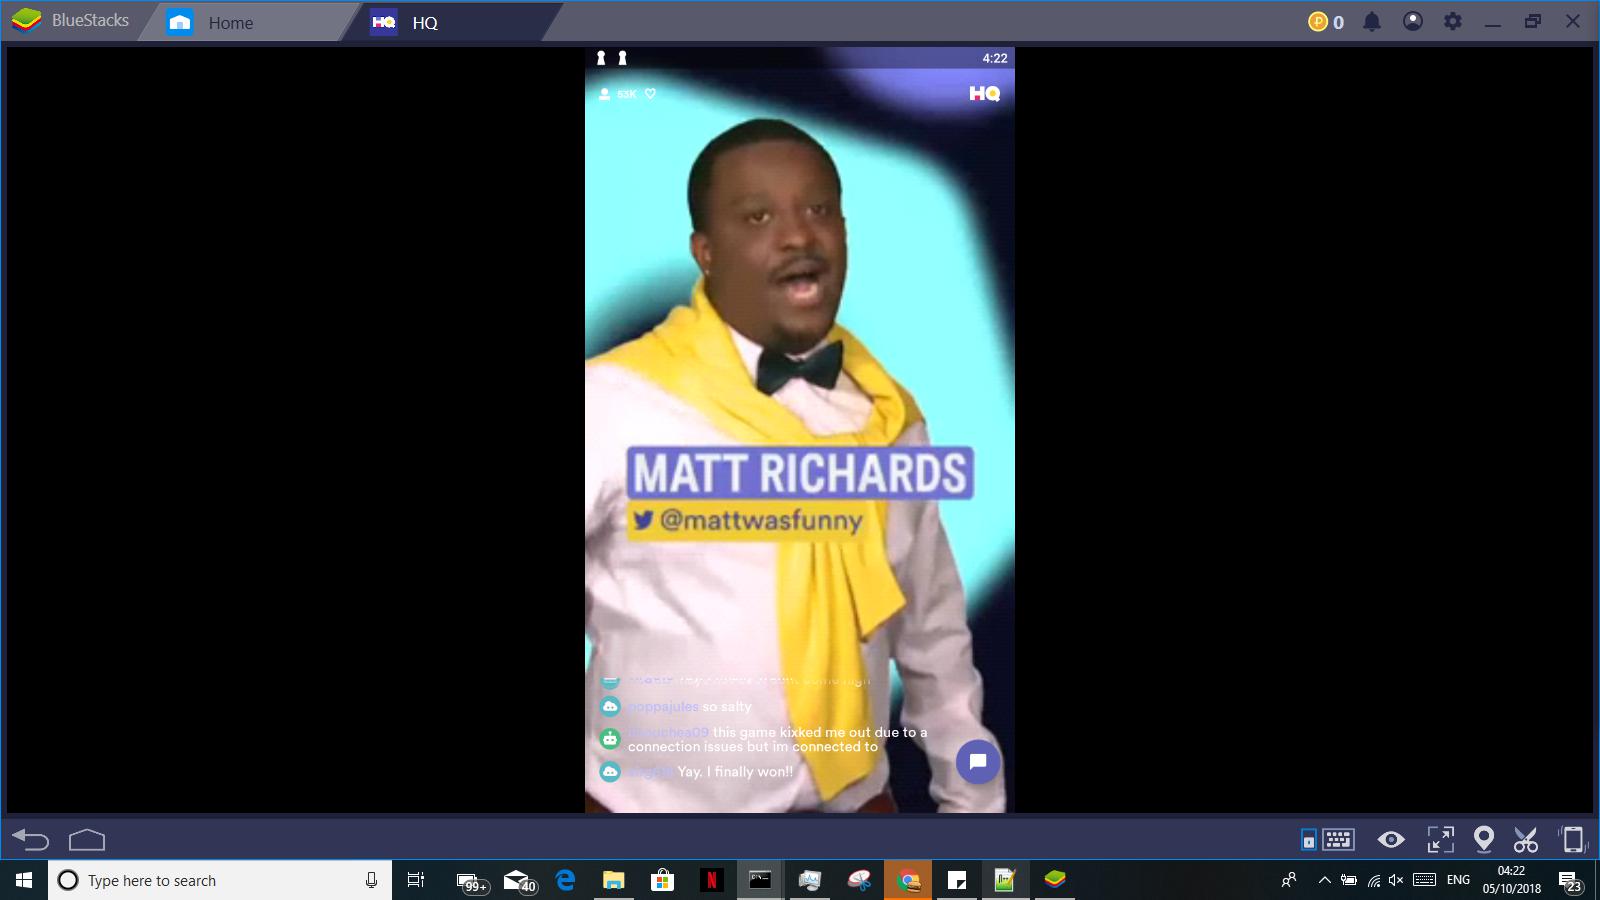 BlueStacks
Home
HQ
0
4:22
53K
HQ
MATT RICHARDS
@mattwasfunny
poppajules so salty
this game kixked me out due to a
connection issues but im connected to
Yay. I finally won!!
Type here to search
99+
40
N
ENG
04:22
05/10/2018
23